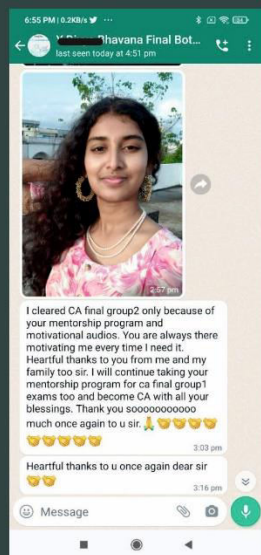 6:55 PM | 0.2KB/s
Bhavana Final Bot...
last seen today at 4:51 pm
2:57 pm
I cleared CA final group2 only because of
your mentorship program and
motivational audios. You are always there
motivating me every time I need it.
Heartful thanks to you from me and my
family too sir. I will continue taking your
mentorship program for ca final group1
exams too and become CA with all your
blessings. Thank you sooooooooooo
much once again to u sir. 🙏
3:03 pm
Heartful thanks to u once again dear sir
3:16 pm
Message